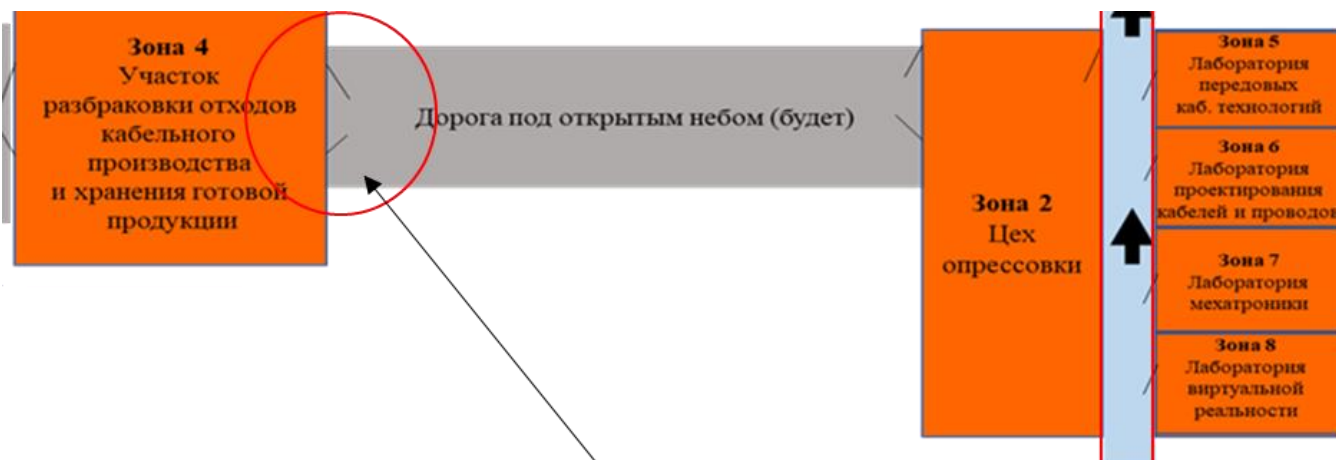 Зона 4
Участок
разбраковки отходов
кабельного
производства
и хранения готовой
продукции
Дорога под открытым небом (будет)
Зона 2
Цех
опрессовки
Зона 5
Лаборатория
передовых
каб. технологий
Зона 6
Лаборатория
проектирования
кабелей и проводов
Зона 7
Лаборатория
мехатроники
Зона 8
Лаборатория
виртуальной
реальности